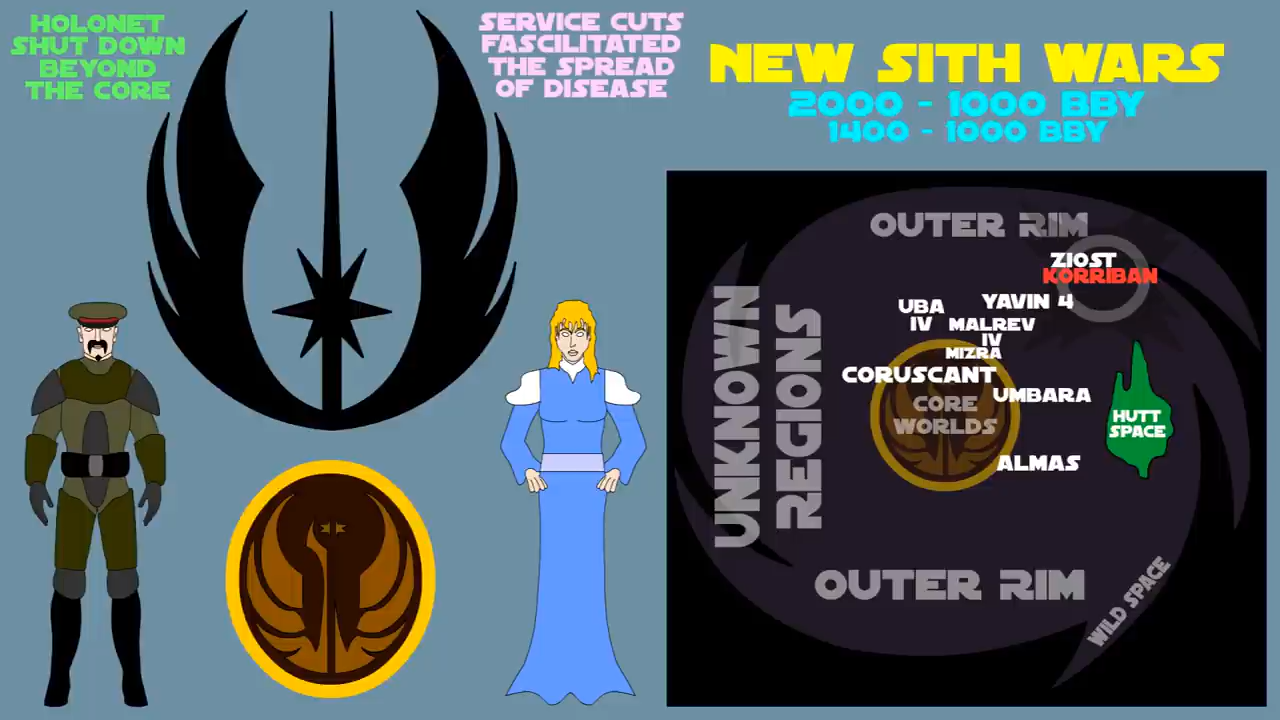 HOLONET
SHUT DOWN
BEYOND
THE CORE
SERVICE CUTS
FASCILITATED
THE SPREAD
OF DISEASE
NEW SITH WARS
2000 - 1000 BBY
1400 - 1000 BBY
OUTER RIM
ZIOST
KORRIBAN
YAVIN 4
UBA
IV
MALREV
IV
MIZRA
CORUSCANT
UMBARA
CORE
WORLDS
HUTT
SPACE
ALMAS
UNKNOWN
REGIONS
OUTER RIM
WILD SPACE